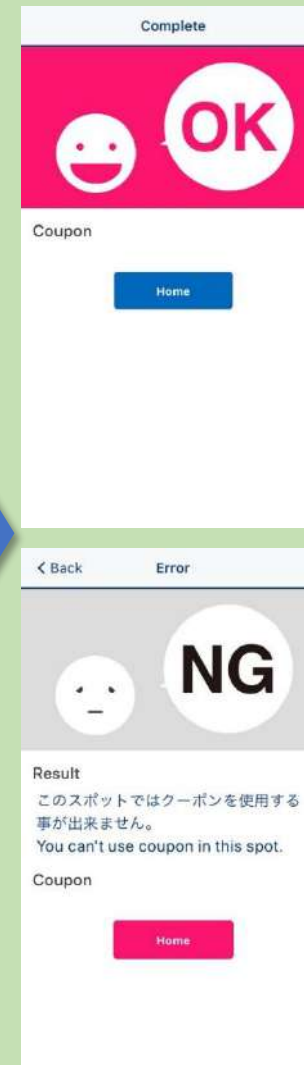 Complete
OK
Coupon
Home
Back
Error
NG
Result
このスポットではクーポンを使用する
事が出来ません。
You can't use coupon in this spot.
Coupon
Home